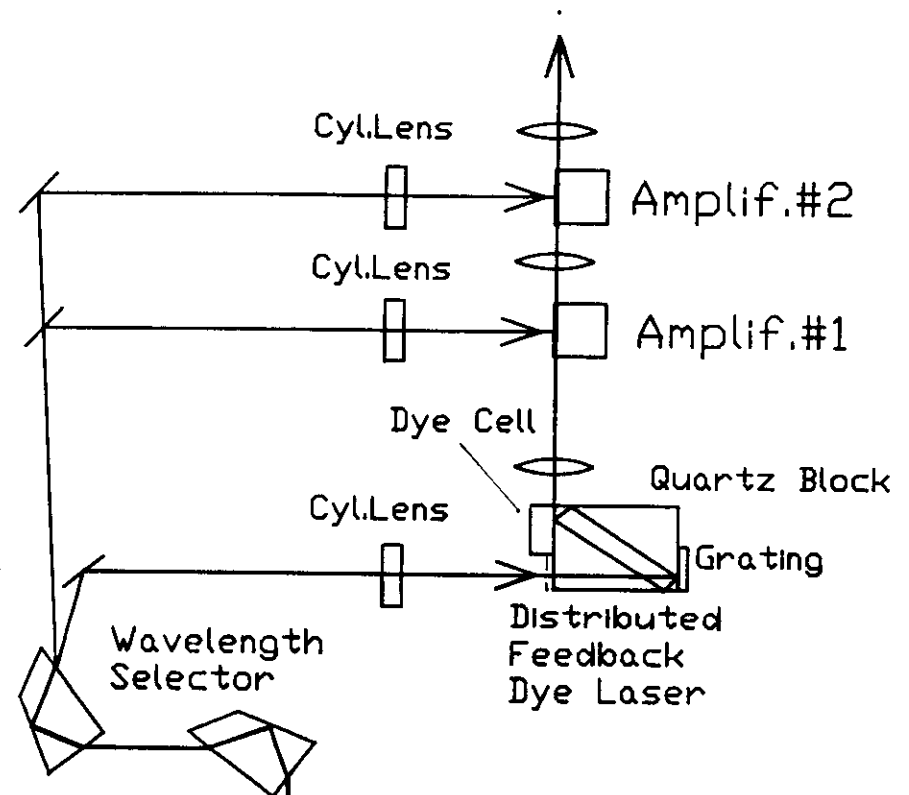 Cyl.Lens
Amplif.#2
Cyl.Lens
Amplif.#1
Dye Cell
Quartz Block
Cyl.Lens
Grating
Distributed
Feedback
Dye Laser
Wavelength
Selector